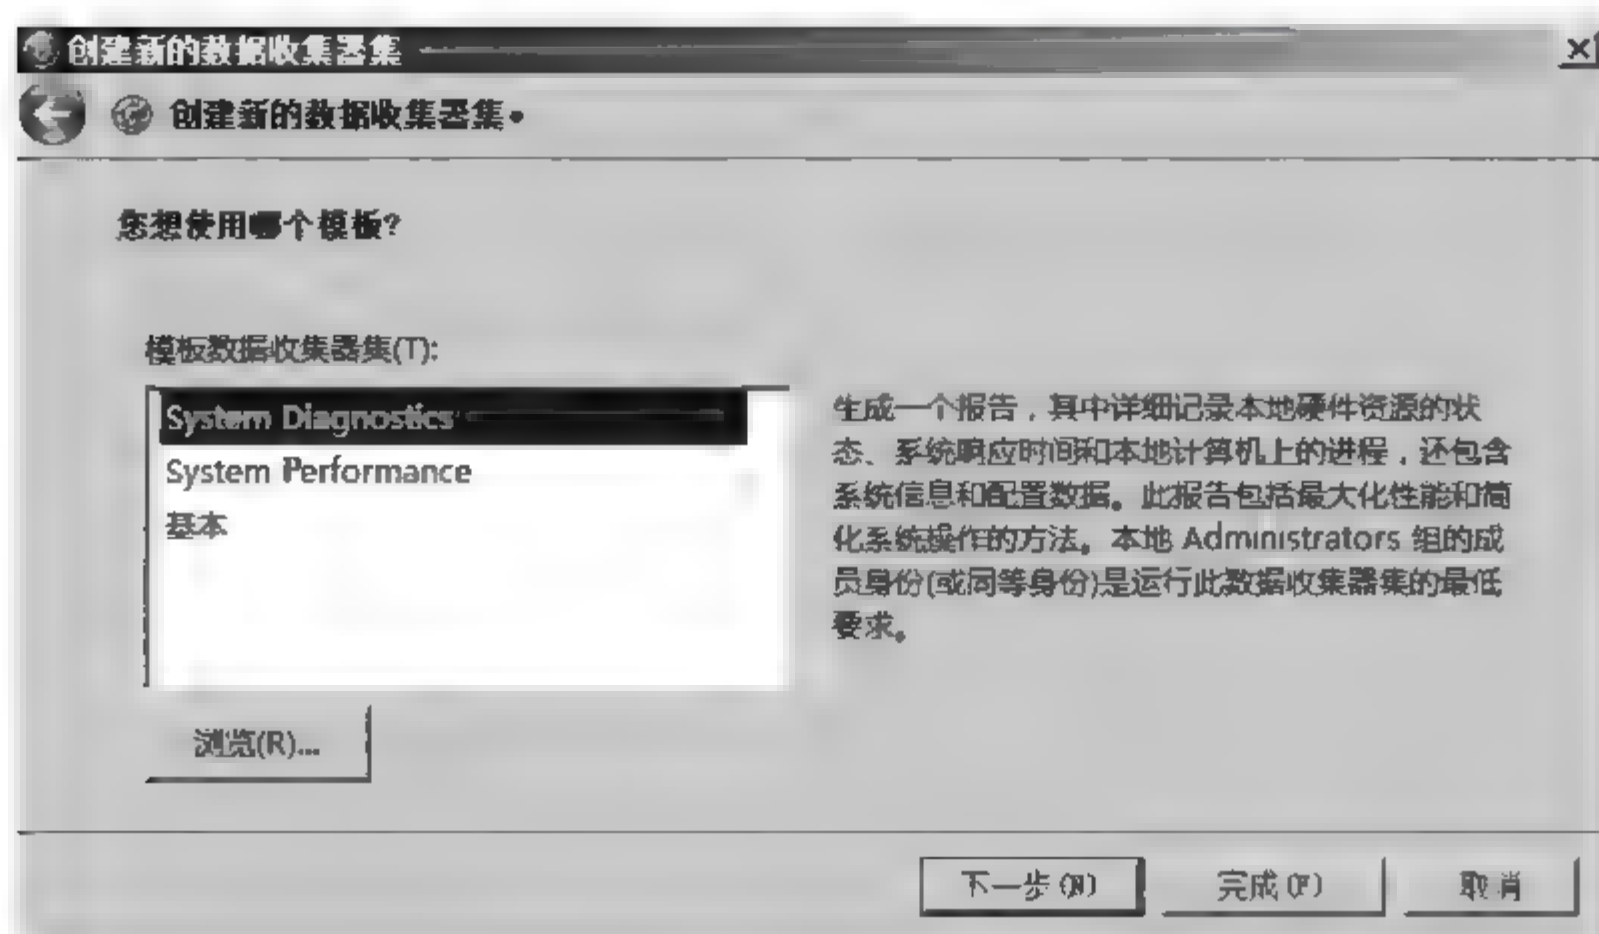 创建新的数据收集器集
创建新的数据收集器集。
您想使用哪个模板?
模板数据收集器集(T):
System Diagnostics
System Performance
基本
生成一个报告，其中详细记录本地硬件资源的状
态、系统响应时间和本地计算机上的进程，还包含
系统信息和配置数据。此报告包括最大化性能和简
化系统操作的方法。本地 Administrators 组的成
员身份(或同等身份)是运行此数据收集器集的最低
要求。
浏览(R)...
下一步(N)
完成(F)
取消